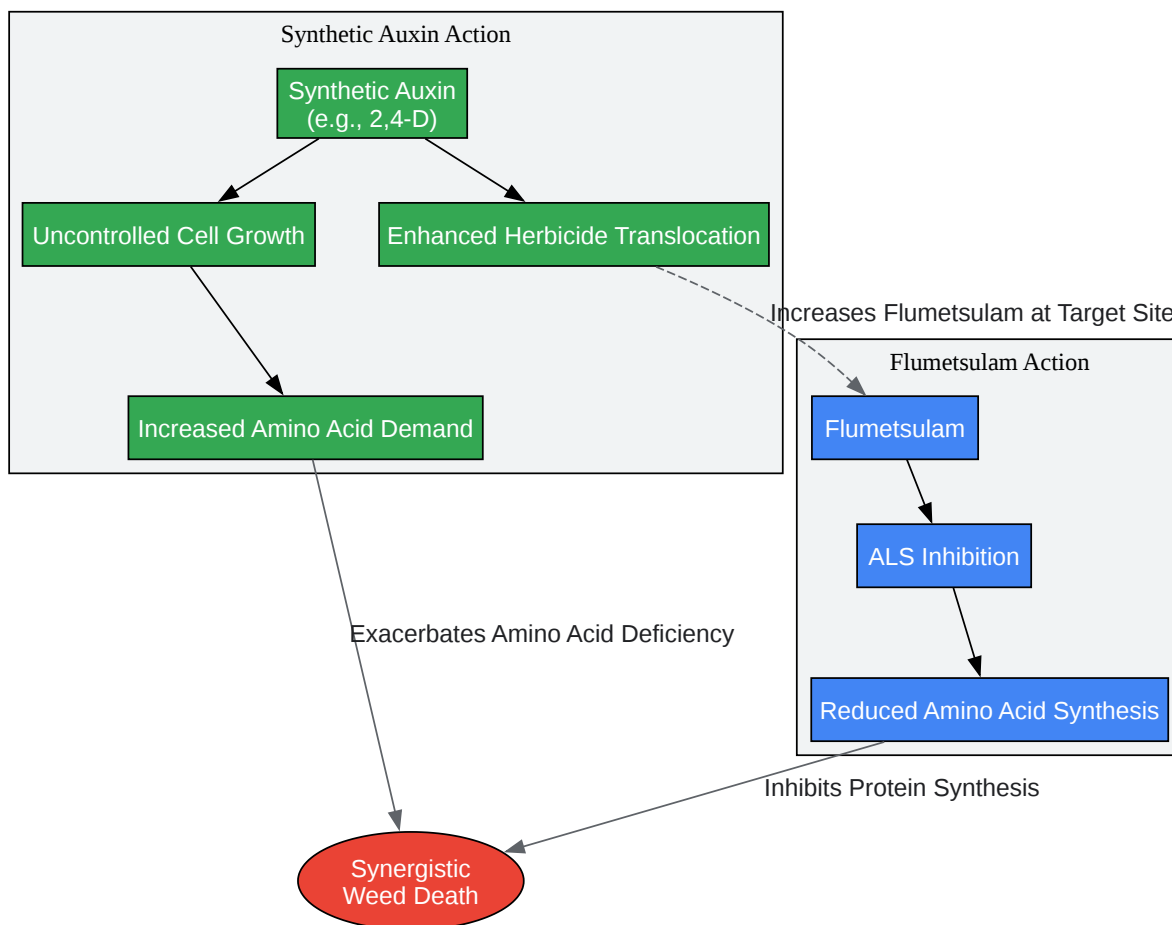 Synthetic Auxin Action
Synthetic Auxin
(e.g., 2,4-D)
Uncontrolled Cell Growth
Enhanced Herbicide Translocation
Increases Flumetsulam at Target Site
Flumetsulam Action
Increased Amino Acid Demand
Flumetsulam
ALS Inhibition
Exacerbates Amino Acid Deficiency
Reduced Amino Acid Synthesis
Inhibits Protein Synthesis
Synergistic
Weed Death